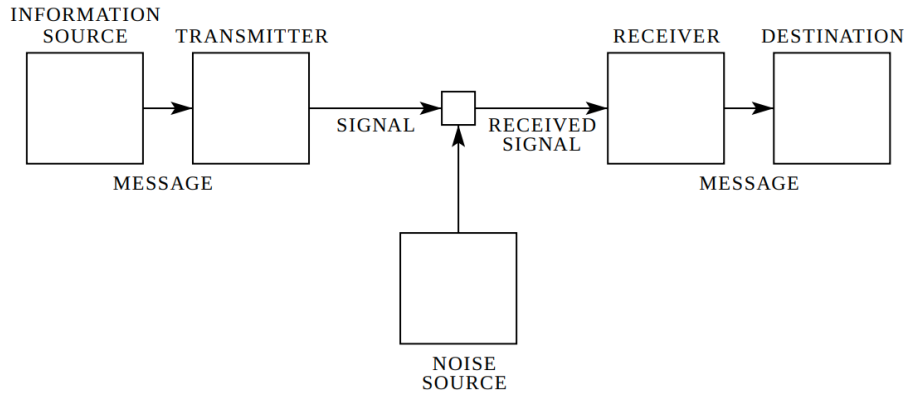 INFORMATION
SOURCE
TRANSMITTER
RECEIVER
DESTINATION
SIGNAL
RECEIVED
SIGNAL
MESSAGE
MESSAGE
NOISE
SOURCE